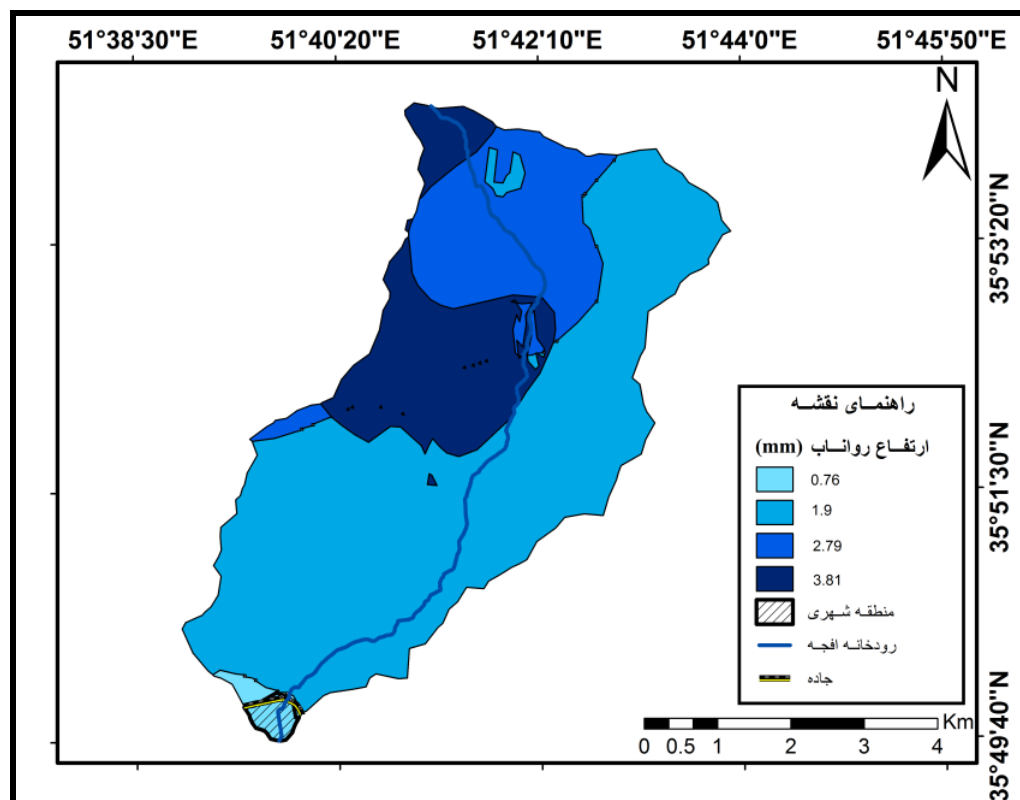 51°38'30"E 51°40'20"E 51°42'10"E 51°44'0"E 51°45'50"E
N
35°53'20"N
35°51'30"N
35°49'40"N
راهنمای نقشه
ارتفاع رواناب (mm)
0.76
1.9
2.79
3.81
منطقه شهری
رودخانه افجه
جاده
Km
0 0.5 1 2 3 4